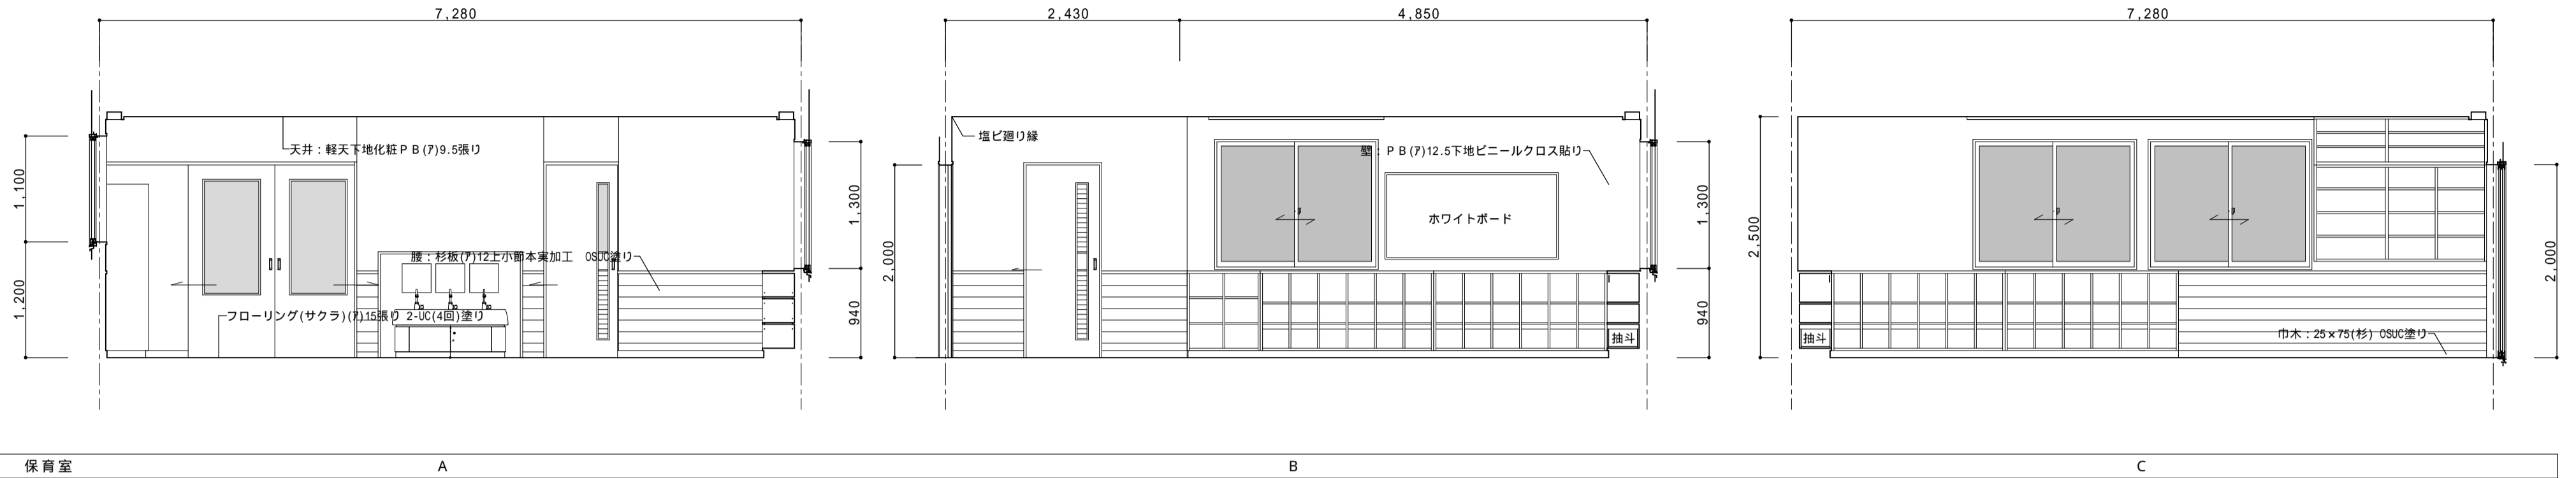 7,280
2,430
4,850
7,280
天井：軽天下地化粧ＰＢ(ｱ)9.5張り
塩ビ廻り縁
壁：ＰＢ(ｱ)12.5下地ビニールクロス貼り
1,100
1,200
1,300
940
2,000
1,300
940
2,500
2,000
ホワイトボード
腰：杉板(ｱ)12上小節本実加工　OSUC塗り
フローリング(サクラ)(ｱ)15張り 2-UC(4回)塗り
抽斗
抽斗
巾木：25×75(杉) OSUC塗り
保育室
A
B
C